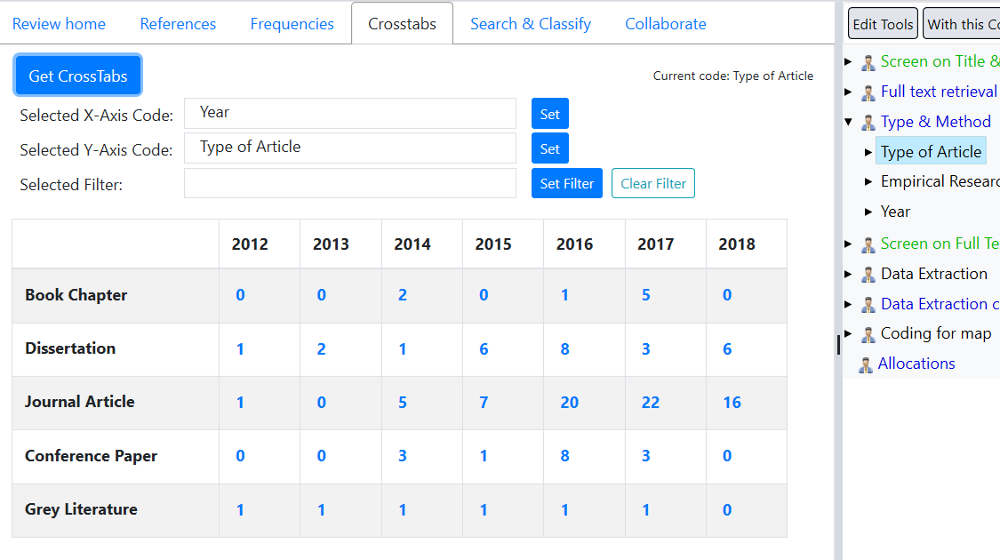 Review home References Frequencies Crosstabs Search & Classify Collaborate
Edit Tools With this Co
Get CrossTabs Current code: Type of Article
Selected X-Axis Code: Year Set
Selected Y-Axis Code: Type of Article Set
Selected Filter: Set Filter Clear Filter
2012 2013 2014 2015 2016 2017 2018
Book Chapter 0 0 2 0 1 5 0
Dissertation 1 2 1 6 8 3 6
Journal Article 1 0 5 7 20 22 16
Conference Paper 0 0 3 1 8 3 0
Grey Literature 1 1 1 1 1 1 0
Screen on Title &
Full text retrieval
Type & Method
Type of Article
Empirical Researc
Year
Screen on Full Te
Data Extraction
Data Extraction c
Coding for map
Allocations